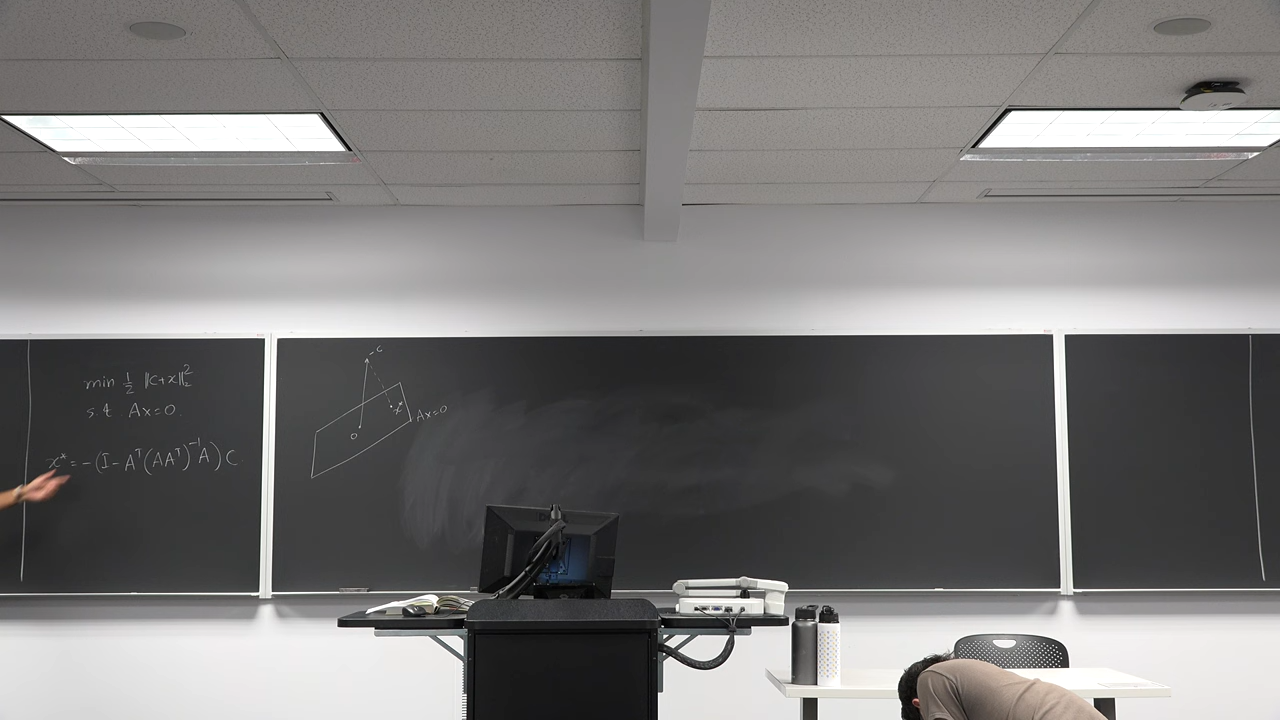 min 1/2 ||c+x||₂²
s.t. Ax=0
x* = -(I-Aᵀ(AAᵀ)⁻¹A)C
-c
x*
Ax=0
0